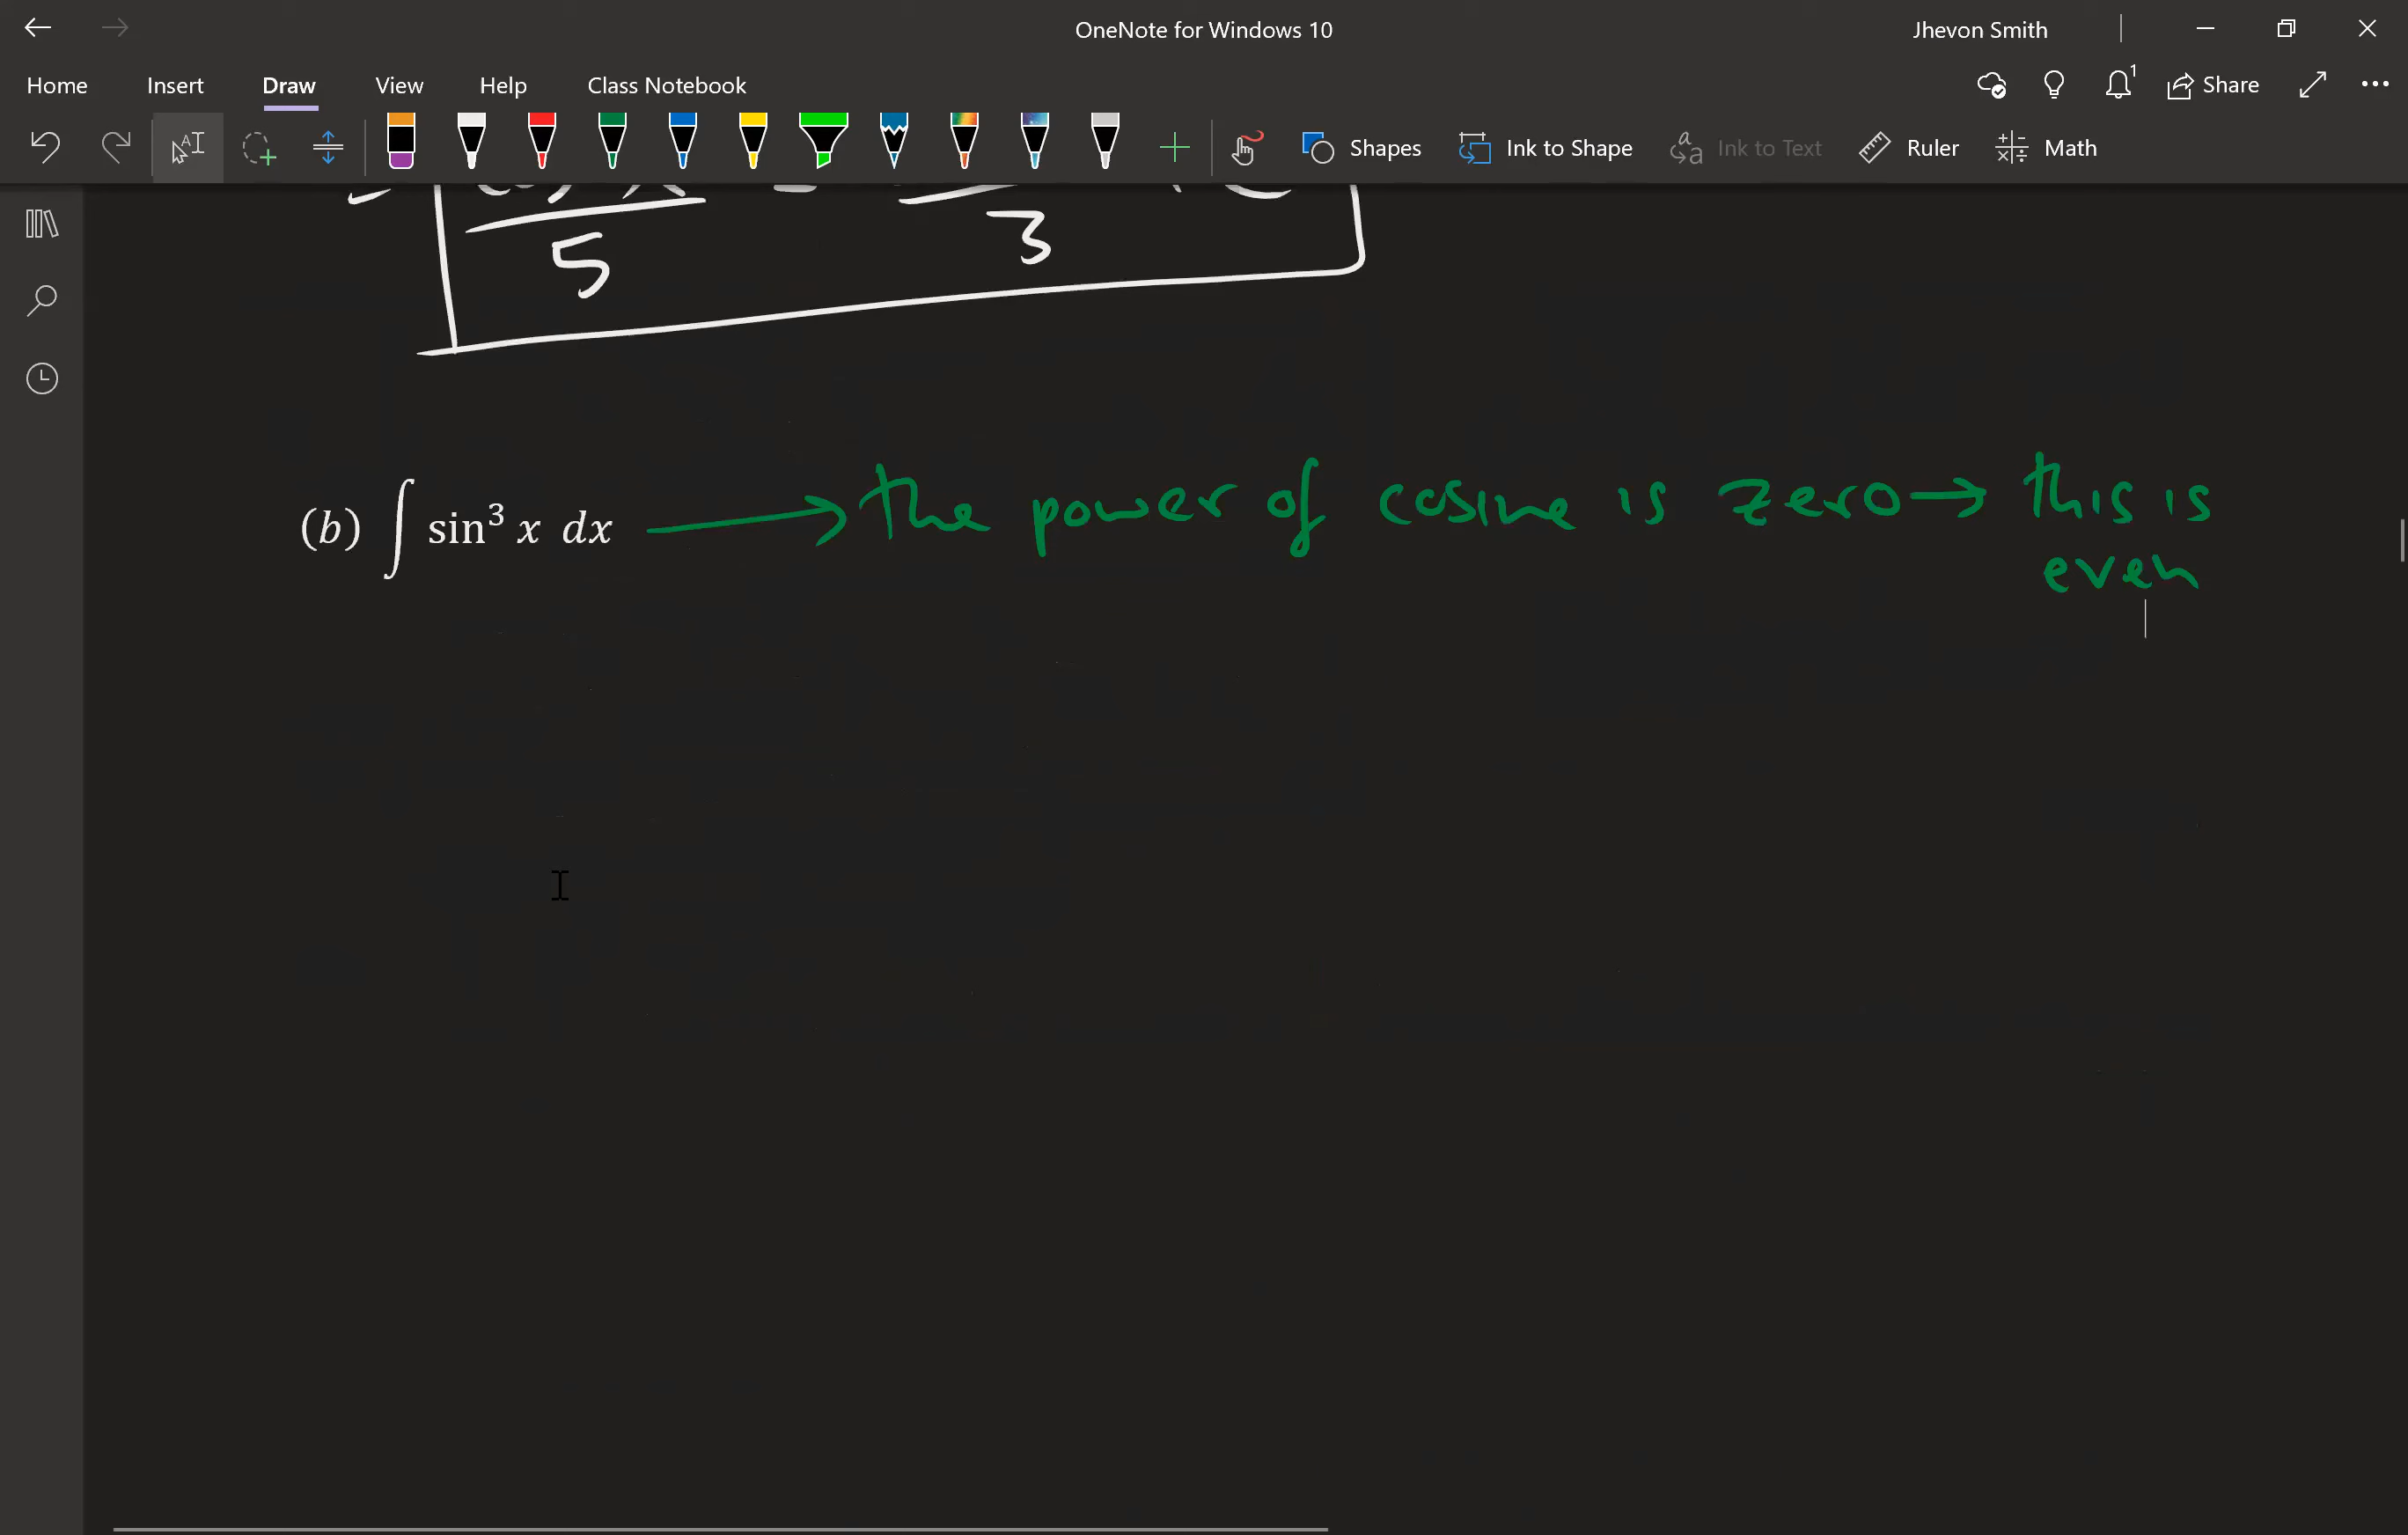 OneNote for Windows 10
Jhevon Smith
Home Insert Draw View Help Class Notebook
1 Share
Shapes Ink to Shape Ink to Text Ruler Math
5
3
(b) ∫ sin³ x dx → the power of cosine is zero → this is
even